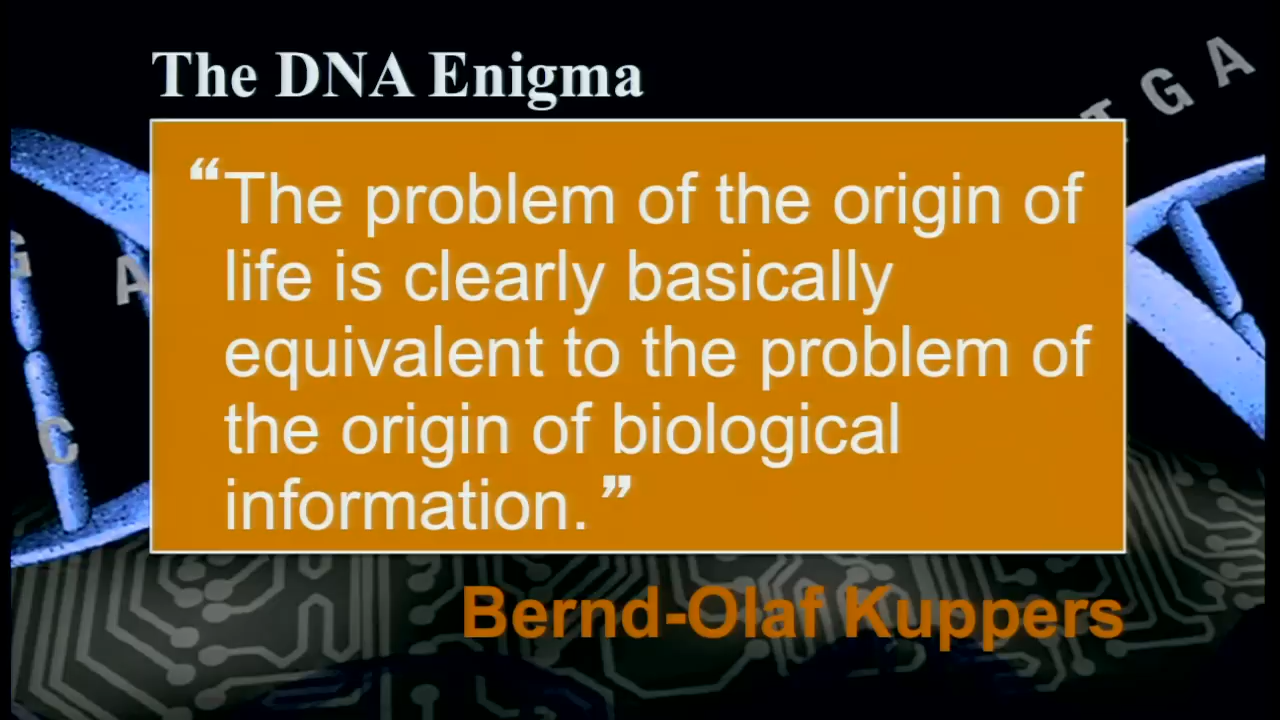 The DNA Enigma
T G A
“The problem of the origin of
life is clearly basically
equivalent to the problem of
the origin of biological
information.”
G
A
C
Bernd-Olaf Kuppers